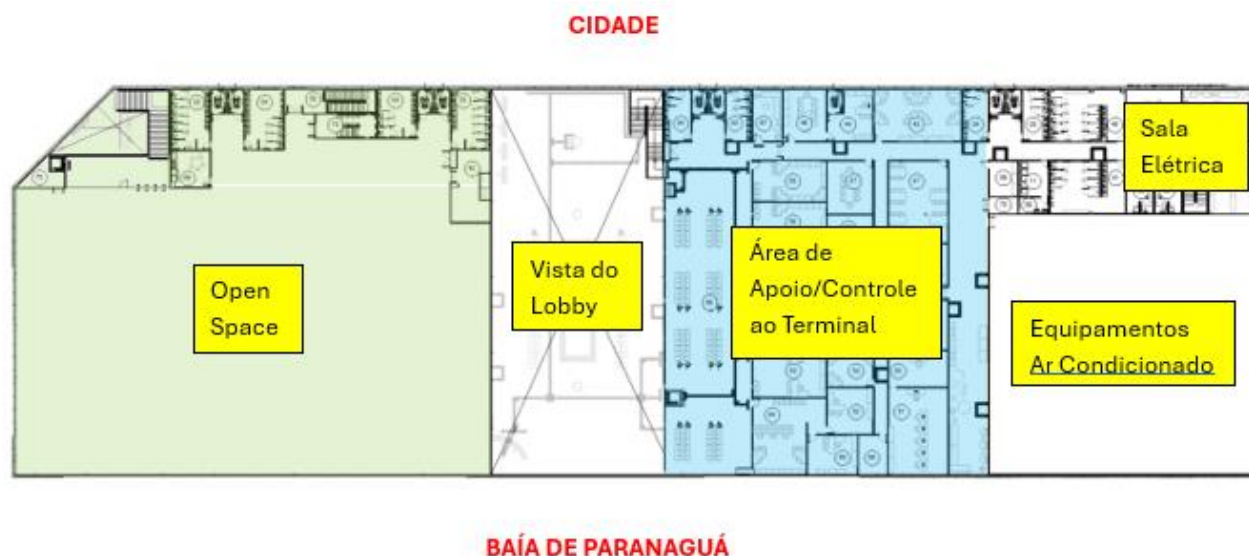 CIDADE
Sala
Elétrica
Open
Space
Vista do
Lobby
Área de
Apoio/Controle
ao Terminal
Equipamentos
Ar Condicionado
BAÍA DE PARANAGUÁ